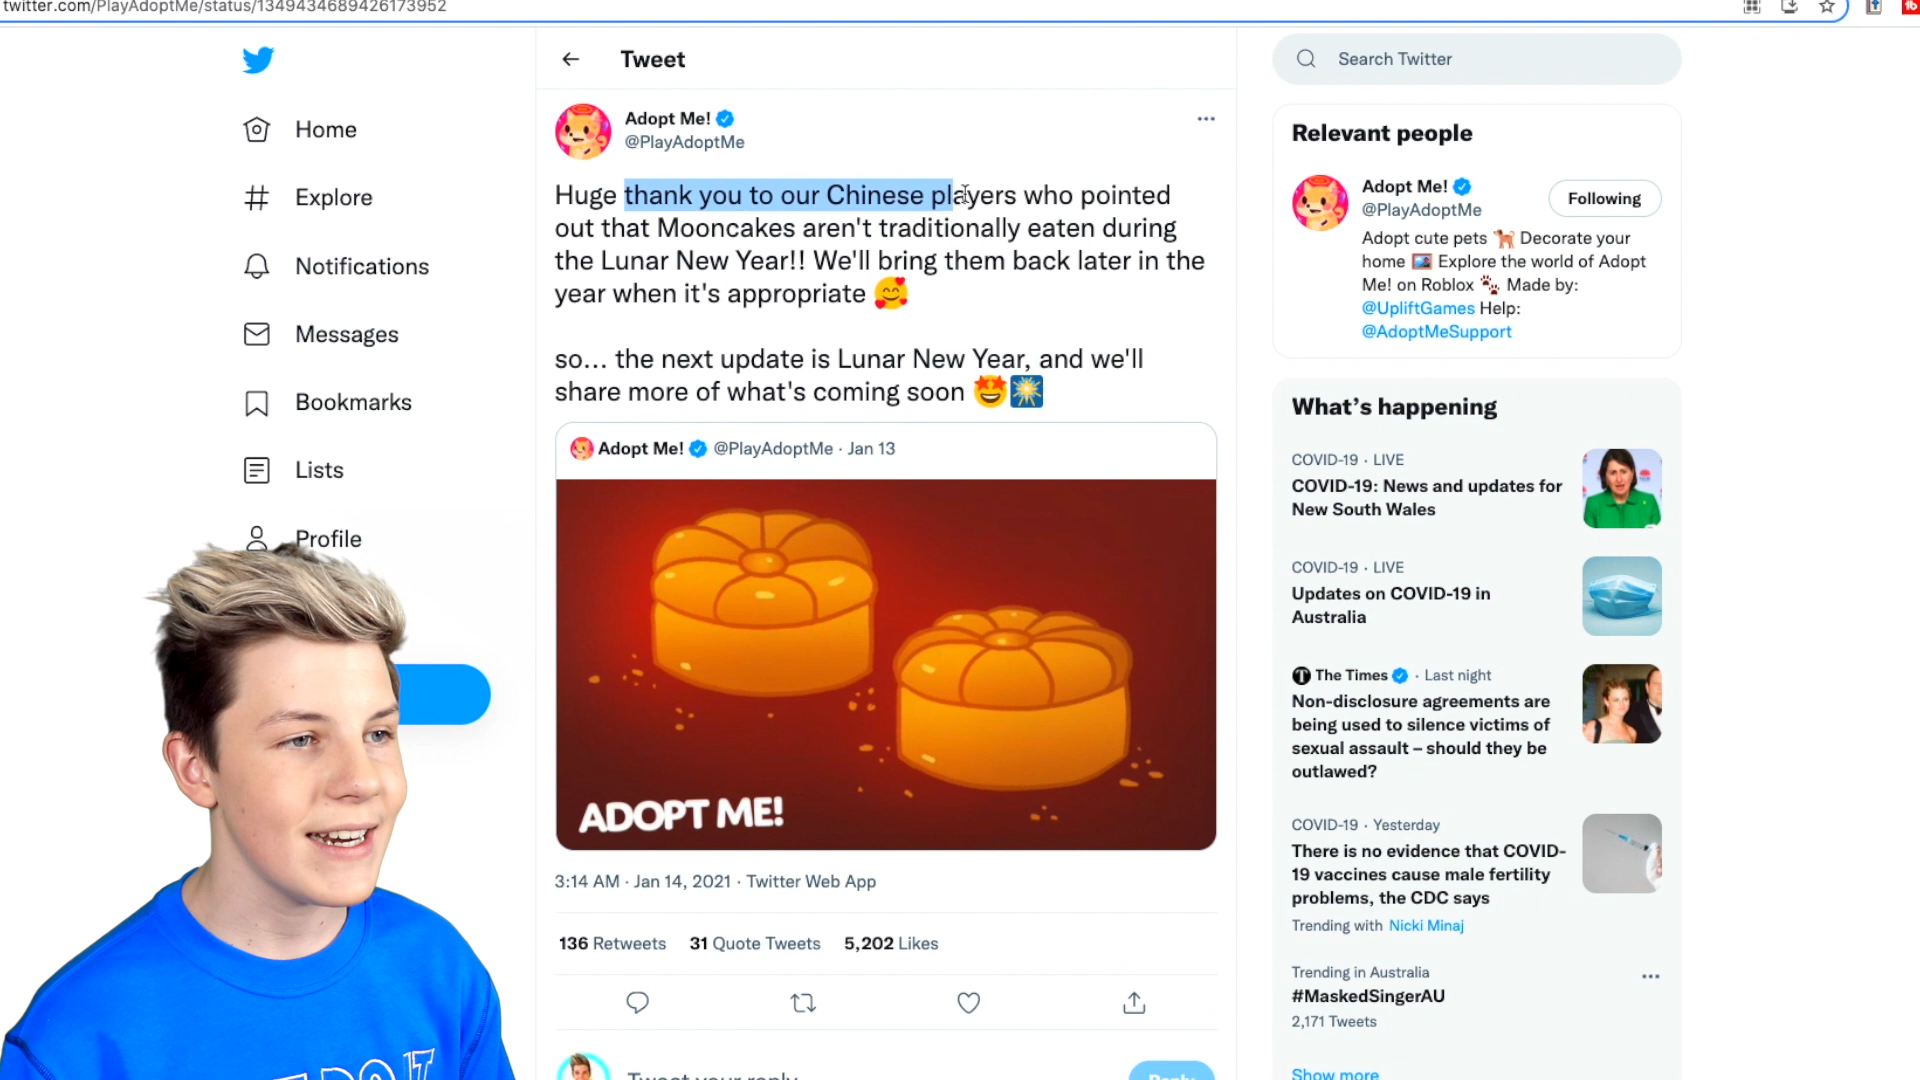 twitter.com/PlayAdoptMe/status/1349434689426173952
Home
Explore
Notifications
Messages
Bookmarks
Lists
Profile
Tweet
Adopt Me!
@PlayAdoptMe
Huge thank you to our Chinese players who pointed
out that Mooncakes aren't traditionally eaten during
the Lunar New Year!! We'll bring them back later in the
year when it's appropriate 🥰
so... the next update is Lunar New Year, and we'll
share more of what's coming soon 🤩🎇
Adopt Me! @PlayAdoptMe · Jan 13
ADOPT ME!
3:14 AM · Jan 14, 2021 · Twitter Web App
136 Retweets 31 Quote Tweets 5,202 Likes
Tweet your reply
Reply
Search Twitter
Relevant people
Adopt Me!
@PlayAdoptMe
Following
Adopt cute pets 🐕 Decorate your
home 🖼 Explore the world of Adopt
Me! on Roblox 🐾 Made by:
@UpliftGames Help:
@AdoptMeSupport
What's happening
COVID-19 · LIVE
COVID-19: News and updates for
New South Wales
COVID-19 · LIVE
Updates on COVID-19 in
Australia
The Times · Last night
Non-disclosure agreements are
being used to silence victims of
sexual assault – should they be
outlawed?
COVID-19 · Yesterday
There is no evidence that COVID-
19 vaccines cause male fertility
problems, the CDC says
Trending with Nicki Minaj
Trending in Australia
#MaskedSingerAU
2,171 Tweets
Show more